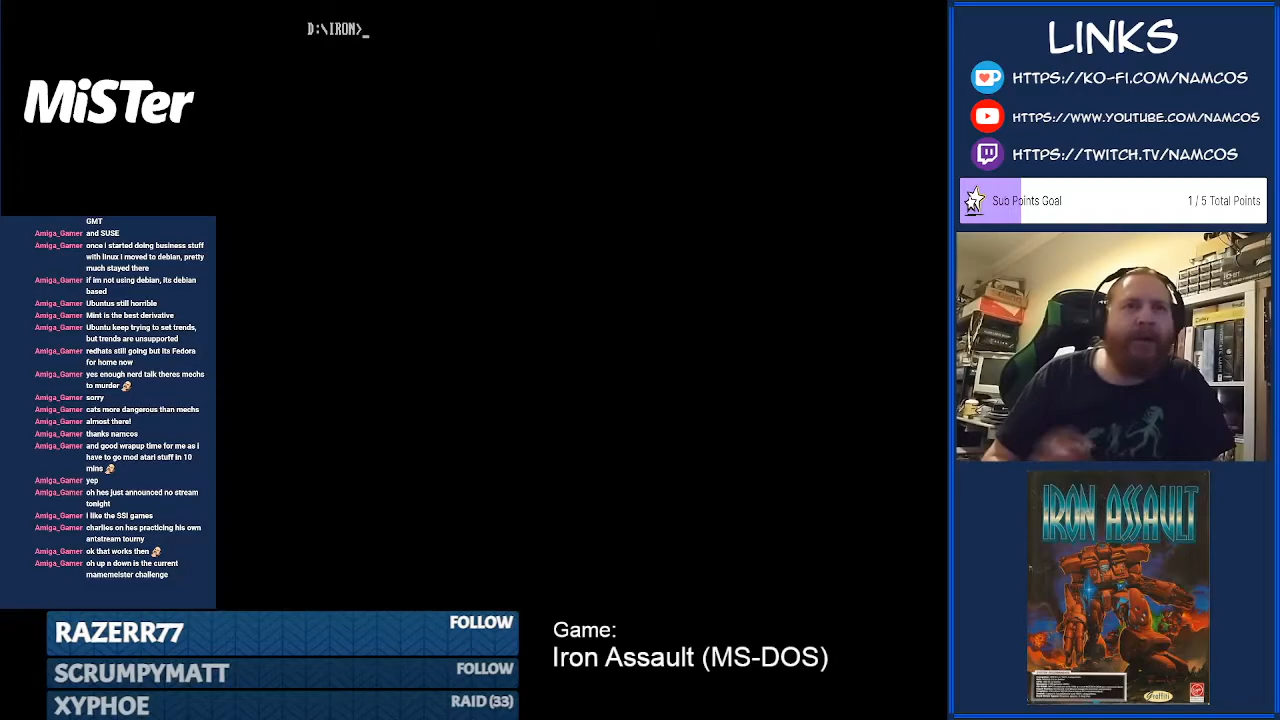 D:\IRON>_
MiSTer
GMT
Amiga_Gamer and SUSE
Amiga_Gamer once i started doing business stuff
with linux i moved to debian, pretty
much stayed there
Amiga_Gamer if im not using debian, its debian
based
Amiga_Gamer Ubuntus still horrible
Amiga_Gamer Mint is the best derivative
Amiga_Gamer Ubuntu keep trying to set trends,
but trends are unsupported
Amiga_Gamer redhats still going but its Fedora
for home now
Amiga_Gamer yes enough nerd talk theres mechs
to murder
Amiga_Gamer sorry
Amiga_Gamer cats more dangerous than mechs
Amiga_Gamer almost there!
Amiga_Gamer thanks namcos
Amiga_Gamer and good wrapup time for me as i
have to go mod atari stuff in 10
mins
Amiga_Gamer yep
Amiga_Gamer oh hes just announced no stream
tonight
Amiga_Gamer i like the SSI games
Amiga_Gamer charlies on hes practicing his own
antstream tourny
Amiga_Gamer ok that works then
Amiga_Gamer oh up n down is the current
mamemeister challenge
RAZERR77 FOLLOW
SCRUMPYMATT FOLLOW
XYPHOE RAID (33)
Game:
Iron Assault (MS-DOS)
LINKS
HTTPS://KO-FI.COM/NAMCOS
HTTPS://WWW.YOUTUBE.COM/NAMCOS
HTTPS://TWITCH.TV/NAMCOS
Sub Points Goal 1 / 5 Total Points
IRON ASSAULT
Graffiti